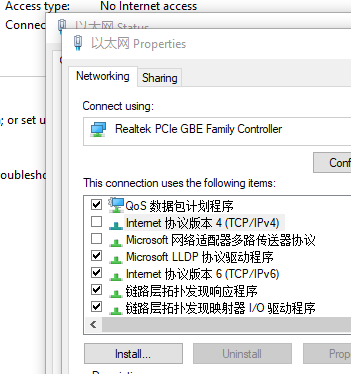 Access type: No Internet access
Connec
以太网 Status
以太网 Properties
Networking Sharing
; or set u
Connect using:
Realtek PCIe GBE Family Controller
Conf
roublesho
This connection uses the following items:
QoS 数据包计划程序
Internet 协议版本 4 (TCP/IPv4)
Microsoft 网络适配器多路传送器协议
Microsoft LLDP 协议驱动程序
Internet 协议版本 6 (TCP/IPv6)
链路层拓扑发现响应程序
链路层拓扑发现映射器 I/O 驱动程序
Install... Uninstall Prop